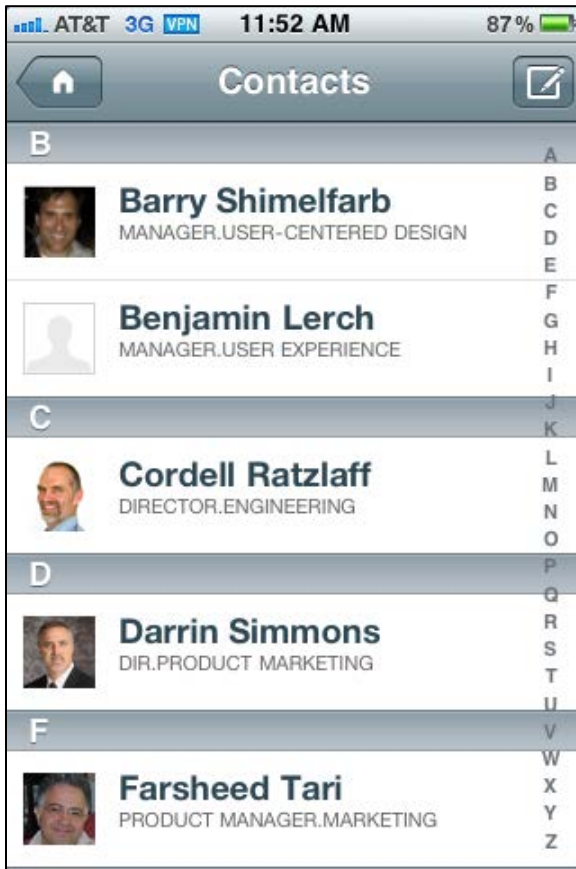 AT&T 3G VPN 11:52 AM 87%
Contacts
B
Barry Shimelfarb
MANAGER.USER-CENTERED DESIGN
Benjamin Lerch
MANAGER.USER EXPERIENCE
C
Cordell Ratzlaff
DIRECTOR.ENGINEERING
D
Darrin Simmons
DIR.PRODUCT MARKETING
F
Farsheed Tari
PRODUCT MANAGER.MARKETING
A
B
C
D
E
F
G
H
I
J
K
L
M
N
O
P
Q
R
S
T
U
V
W
X
Y
Z